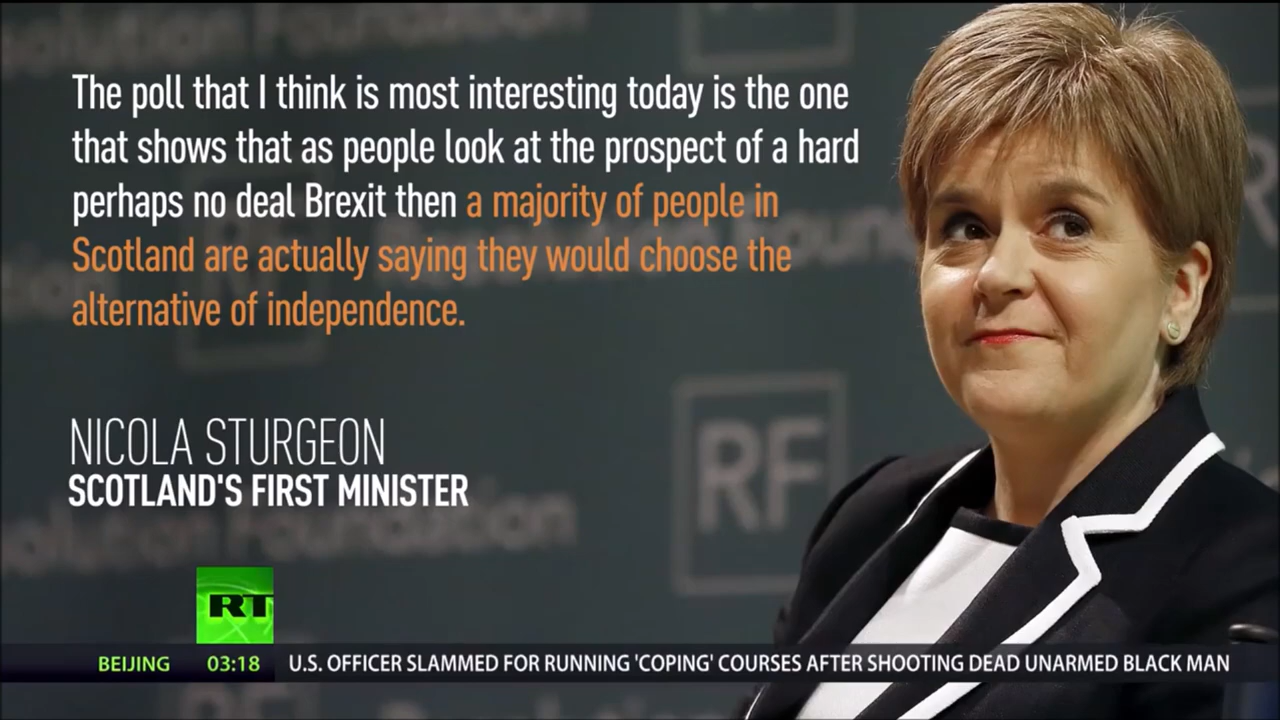 The poll that I think is most interesting today is the one
that shows that as people look at the prospect of a hard
perhaps no deal Brexit then a majority of people in
Scotland are actually saying they would choose the
alternative of independence.
NICOLA STURGEON
SCOTLAND'S FIRST MINISTER
RF
RT
BEIJING 03:18 U.S. OFFICER SLAMMED FOR RUNNING 'COPING' COURSES AFTER SHOOTING DEAD UNARMED BLACK MAN